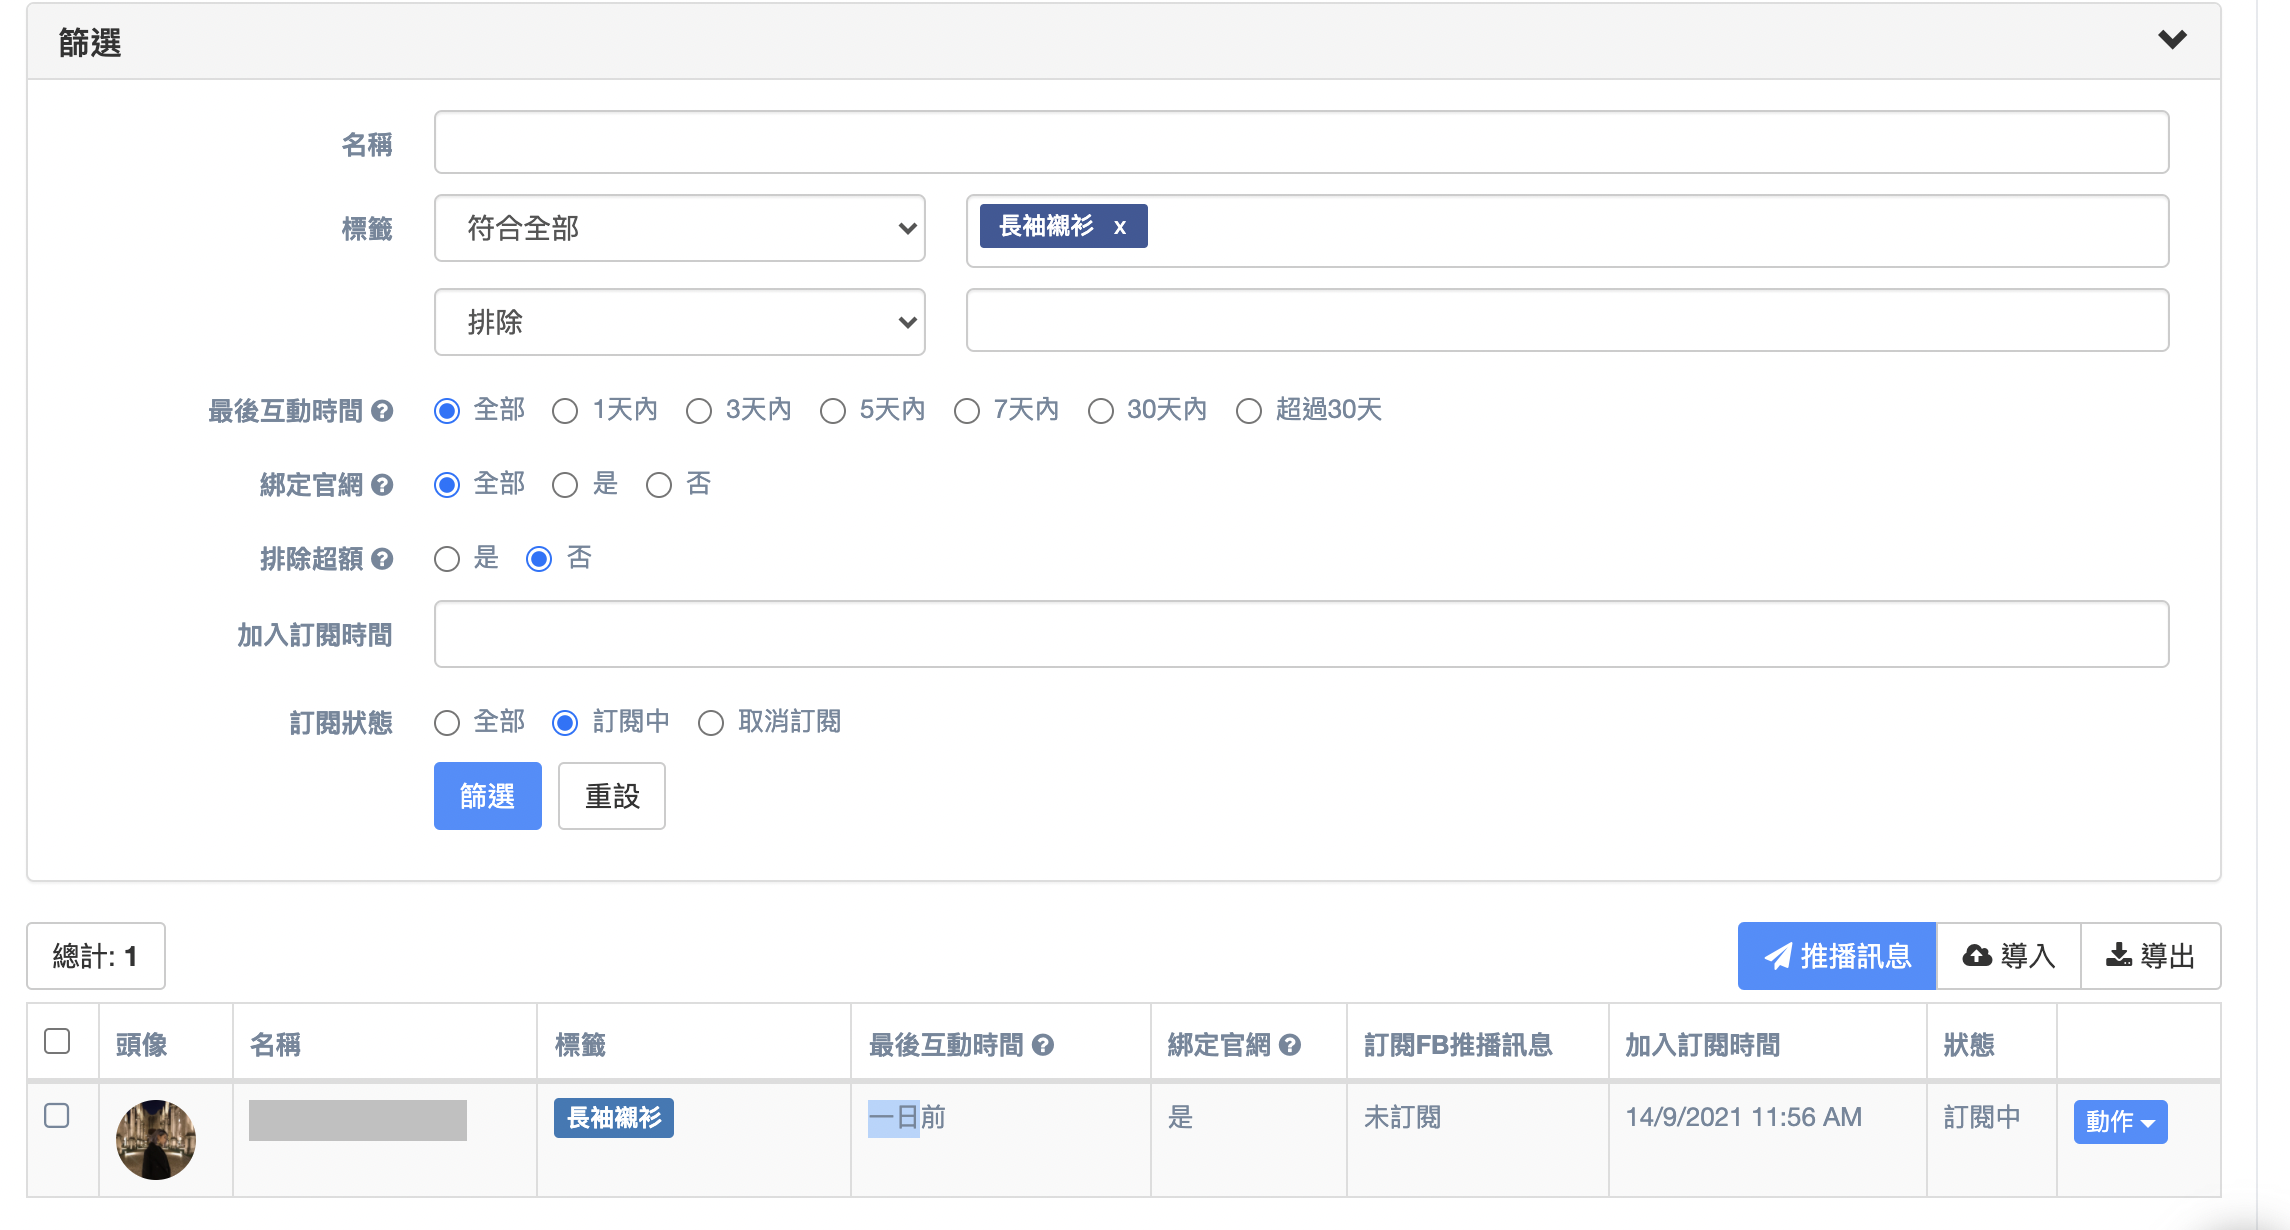 篩選
名稱
標籤 符合全部 長袖襯衫 x
排除
最後互動時間 全部 1天內 3天內 5天內 7天內 30天內 超過30天
綁定官網 全部 是 否
排除超額 是 否
加入訂閱時間
訂閱狀態 全部 訂閱中 取消訂閱
篩選 重設
總計: 1 推播訊息 導入 導出
頭像 名稱 標籤 最後互動時間 綁定官網 訂閱FB推播訊息 加入訂閱時間 狀態
長袖襯衫 一日前 是 未訂閱 14/9/2021 11:56 AM 訂閱中 動作